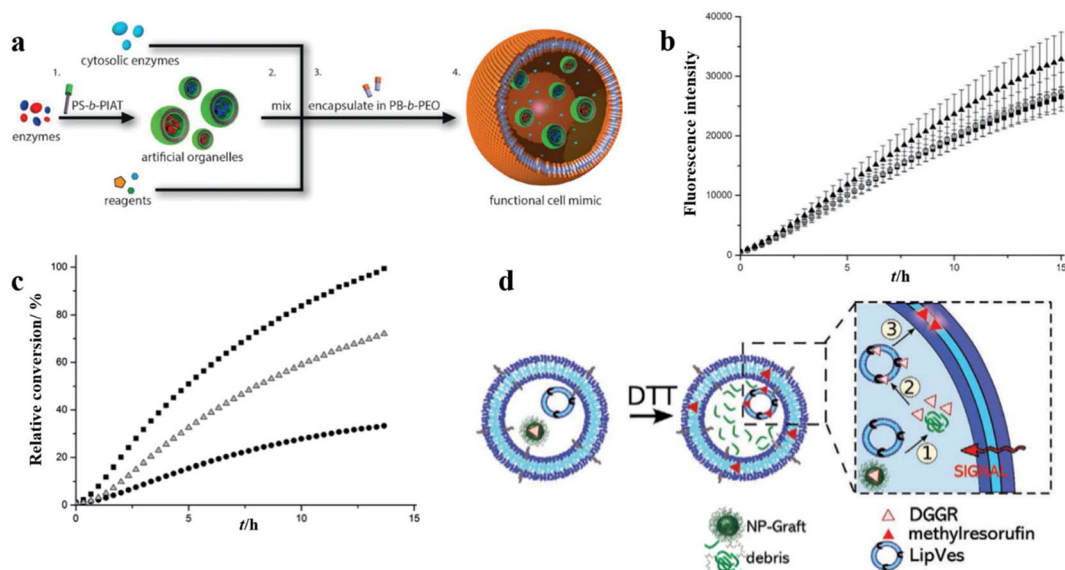 a
cytosolic enzymes
1.
2.
3.
4.
PS-b-PIAT
mix
encapsulate in PB-b-PEO
enzymes
artificial organelles
reagents
functional cell mimic
b
Fluorescence intensity
40000
30000
20000
10000
0
0
5
10
15
t/h
c
Relative conversion/ %
100
80
60
40
20
0
0
5
10
15
t/h
d
DTT
3
2
1
SIGNAL
NP-Graft
debris
DGGR
methylresorufin
LipVes